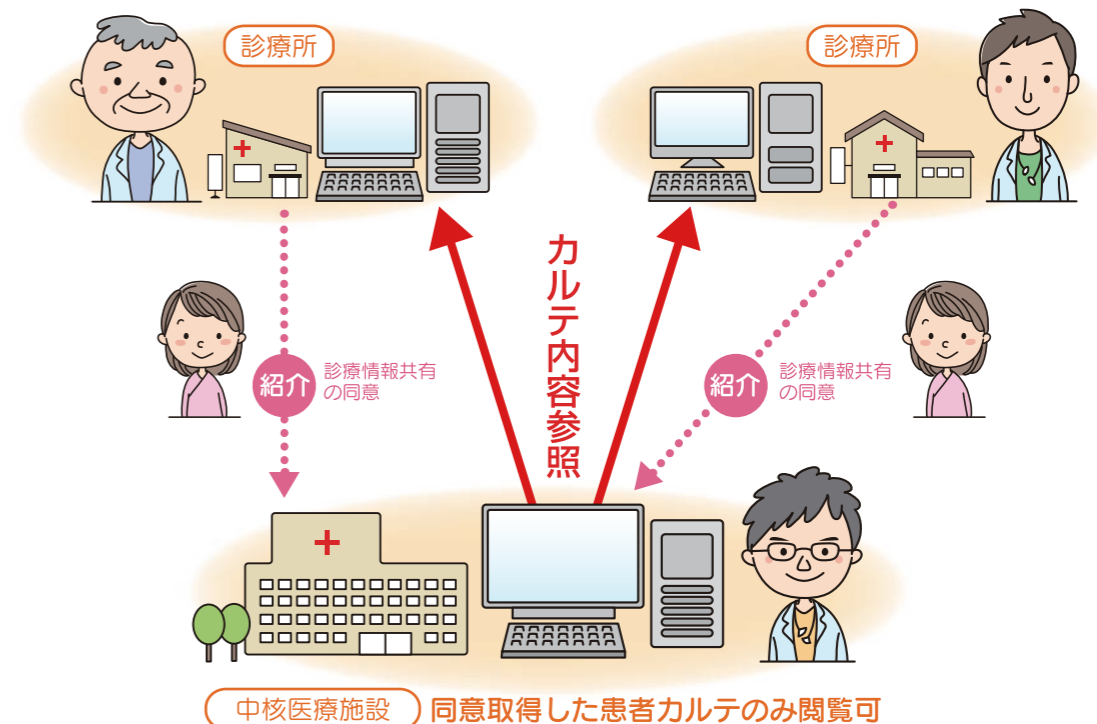 診療所
診療所
カルテ内容参照
紹介
診療情報共有
の同意
紹介
診療情報共有
の同意
中核医療施設
同意取得した患者カルテのみ閲覧可